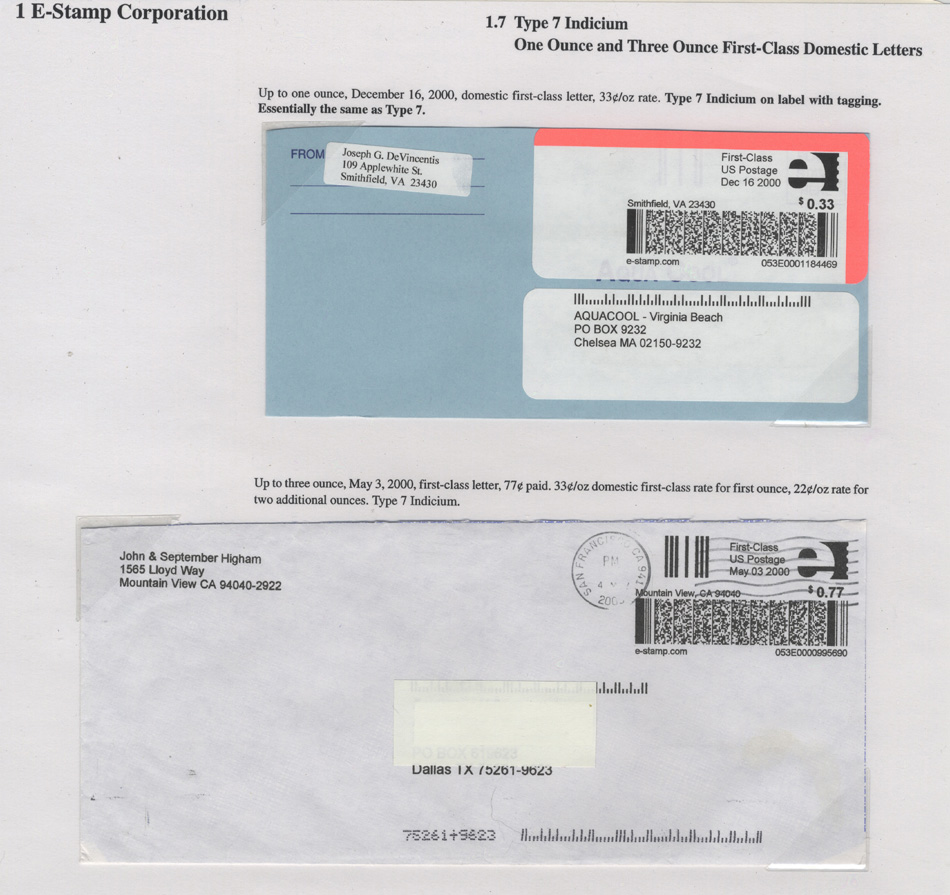 1 E-Stamp Corporation
1.7 Type 7 Indicium
One Ounce and Three Ounce First-Class Domestic Letters
Up to one ounce, December 16, 2000, domestic first-class letter, 33¢/oz rate. Type 7 Indicium on label with tagging.
Essentially the same as Type 7.
FROM
Joseph G. DeVincentis
109 Applewhite St.
Smithfield, VA 23430
First-Class
US Postage
Dec 16 2000
$ 0.33
Smithfield, VA 23430
e-stamp.com 053E0001184469
AQUACOOL - Virginia Beach
PO BOX 9232
Chelsea MA 02150-9232
Up to three ounce, May 3, 2000, first-class letter, 77¢ paid. 33¢/oz domestic first-class rate for first ounce, 22¢/oz rate for
two additional ounces. Type 7 Indicium.
John & September Higham
1565 Lloyd Way
Mountain View CA 94040-2922
SAN FRANCISCO CA 941
PM
First-Class
US Postage
May 03 2000
$ 0.77
Mountain View, CA 94040
e-stamp.com 053E0000995690
PO BOX
Dallas TX 75261-9623
75261+9623